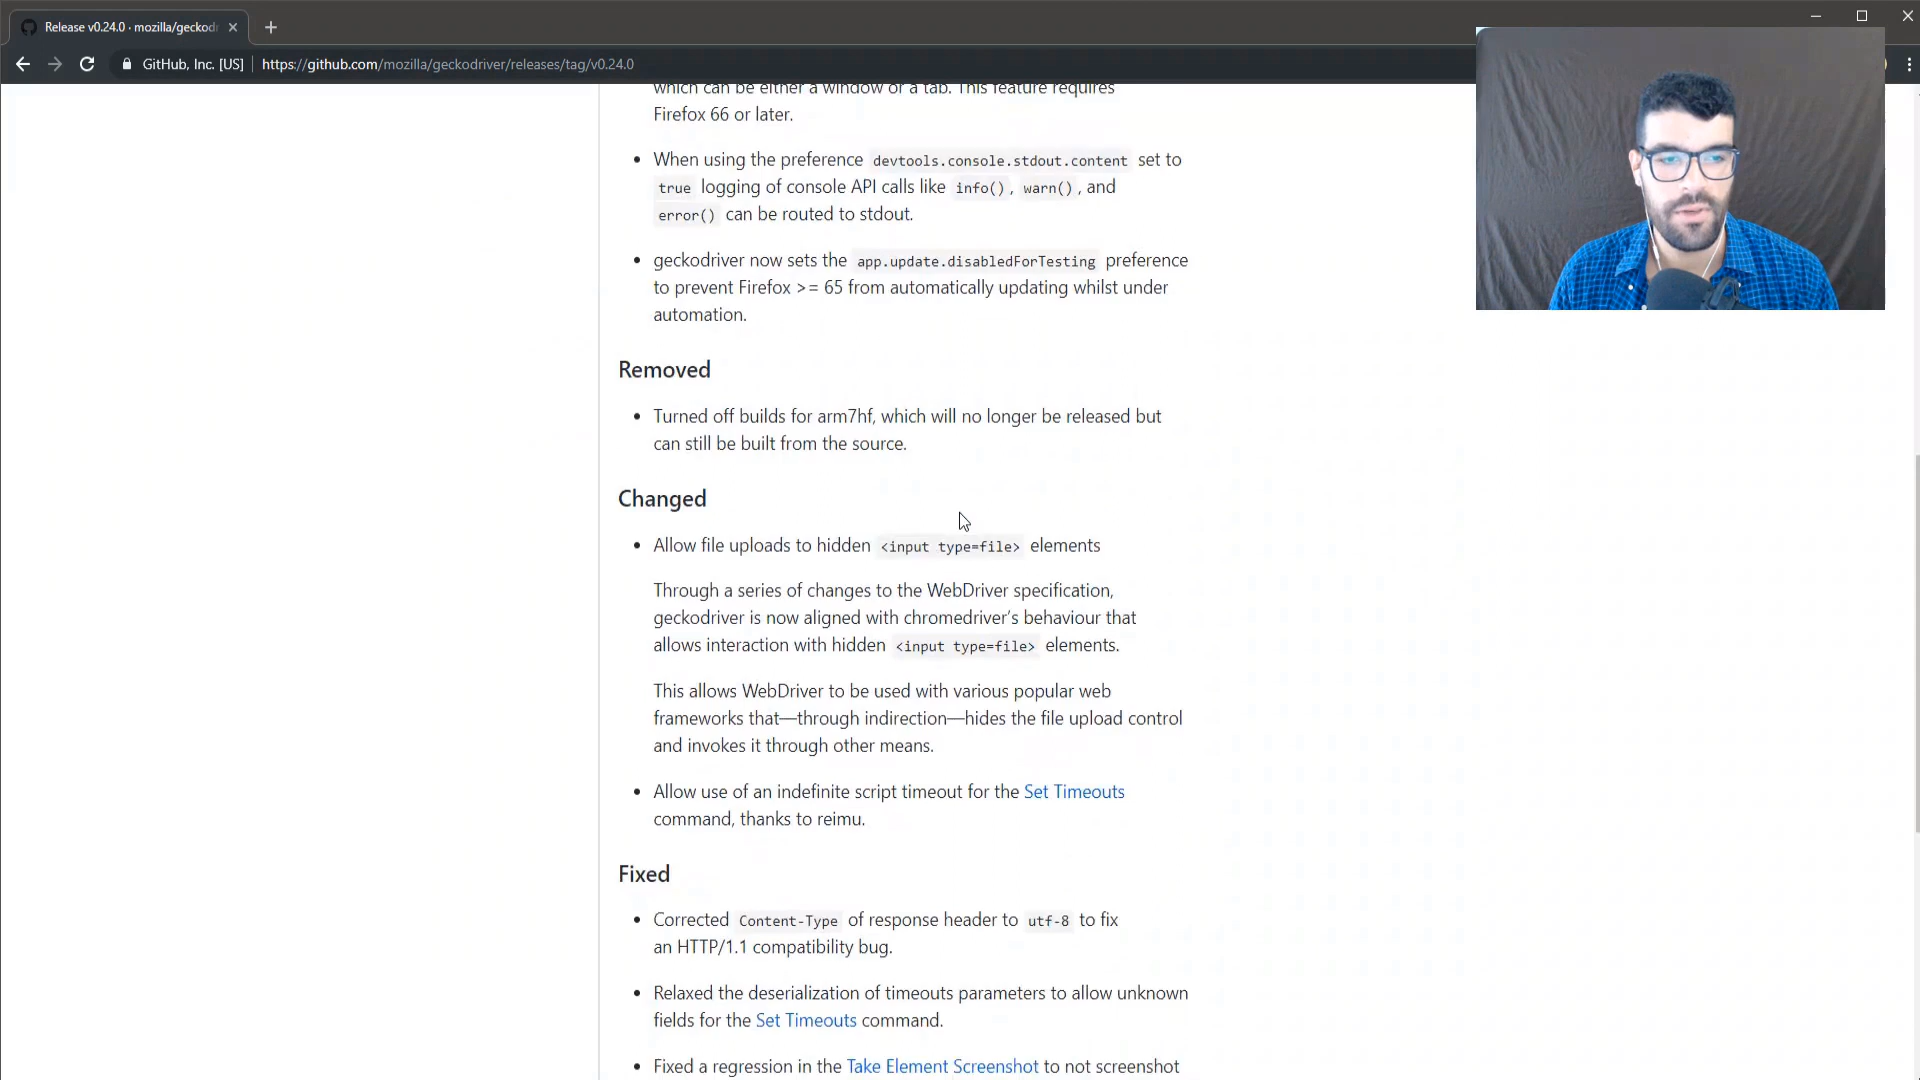 Release v0.24.0 · mozilla/geckod
GitHub, Inc. [US] https://github.com/mozilla/geckodriver/releases/tag/v0.24.0
which can be either a window or a tab. This feature requires
Firefox 66 or later.
• When using the preference devtools.console.stdout.content set to
true logging of console API calls like info(), warn(), and
error() can be routed to stdout.
• geckodriver now sets the app.update.disabledForTesting preference
to prevent Firefox >= 65 from automatically updating whilst under
automation.
Removed
• Turned off builds for arm7hf, which will no longer be released but
can still be built from the source.
Changed
• Allow file uploads to hidden <input type=file> elements
Through a series of changes to the WebDriver specification,
geckodriver is now aligned with chromedriver’s behaviour that
allows interaction with hidden <input type=file> elements.
This allows WebDriver to be used with various popular web
frameworks that—through indirection—hides the file upload control
and invokes it through other means.
• Allow use of an indefinite script timeout for the Set Timeouts
command, thanks to reimu.
Fixed
• Corrected Content-Type of response header to utf-8 to fix
an HTTP/1.1 compatibility bug.
• Relaxed the deserialization of timeouts parameters to allow unknown
fields for the Set Timeouts command.
• Fixed a regression in the Take Element Screenshot to not screenshot